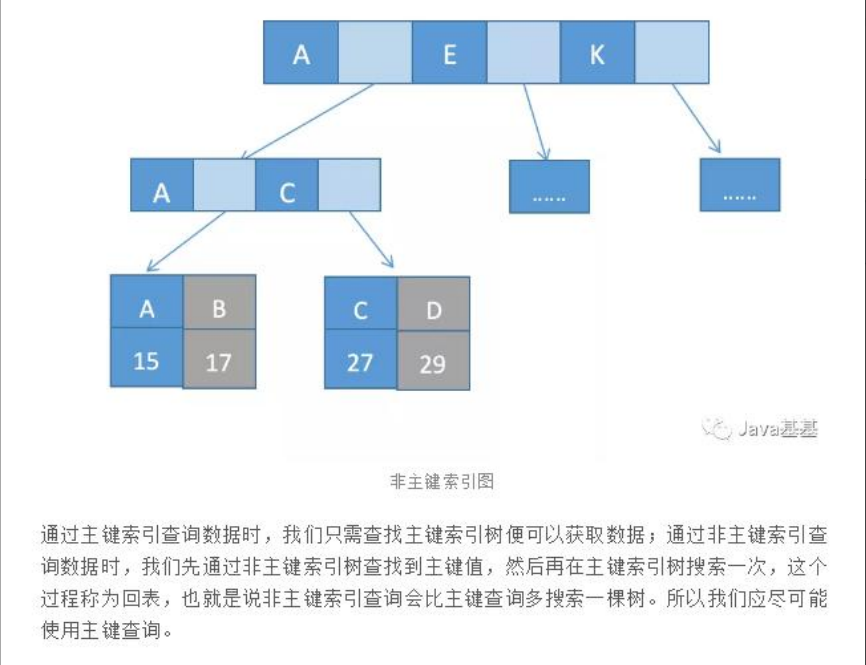 A E K
A C
...... ......
A B C D
15 17 27 29
Java基基
非主键索引图
通过主键索引查询数据时，我们只需查找主键索引树便可以获取数据；通过非主键索引查
询数据时，我们先通过非主键索引树查找到主键值，然后再在主键索引树搜索一次，这个
过程称为回表，也就是说非主键索引查询会比主键查询多搜索一棵树。所以我们应尽可能
使用主键查询。